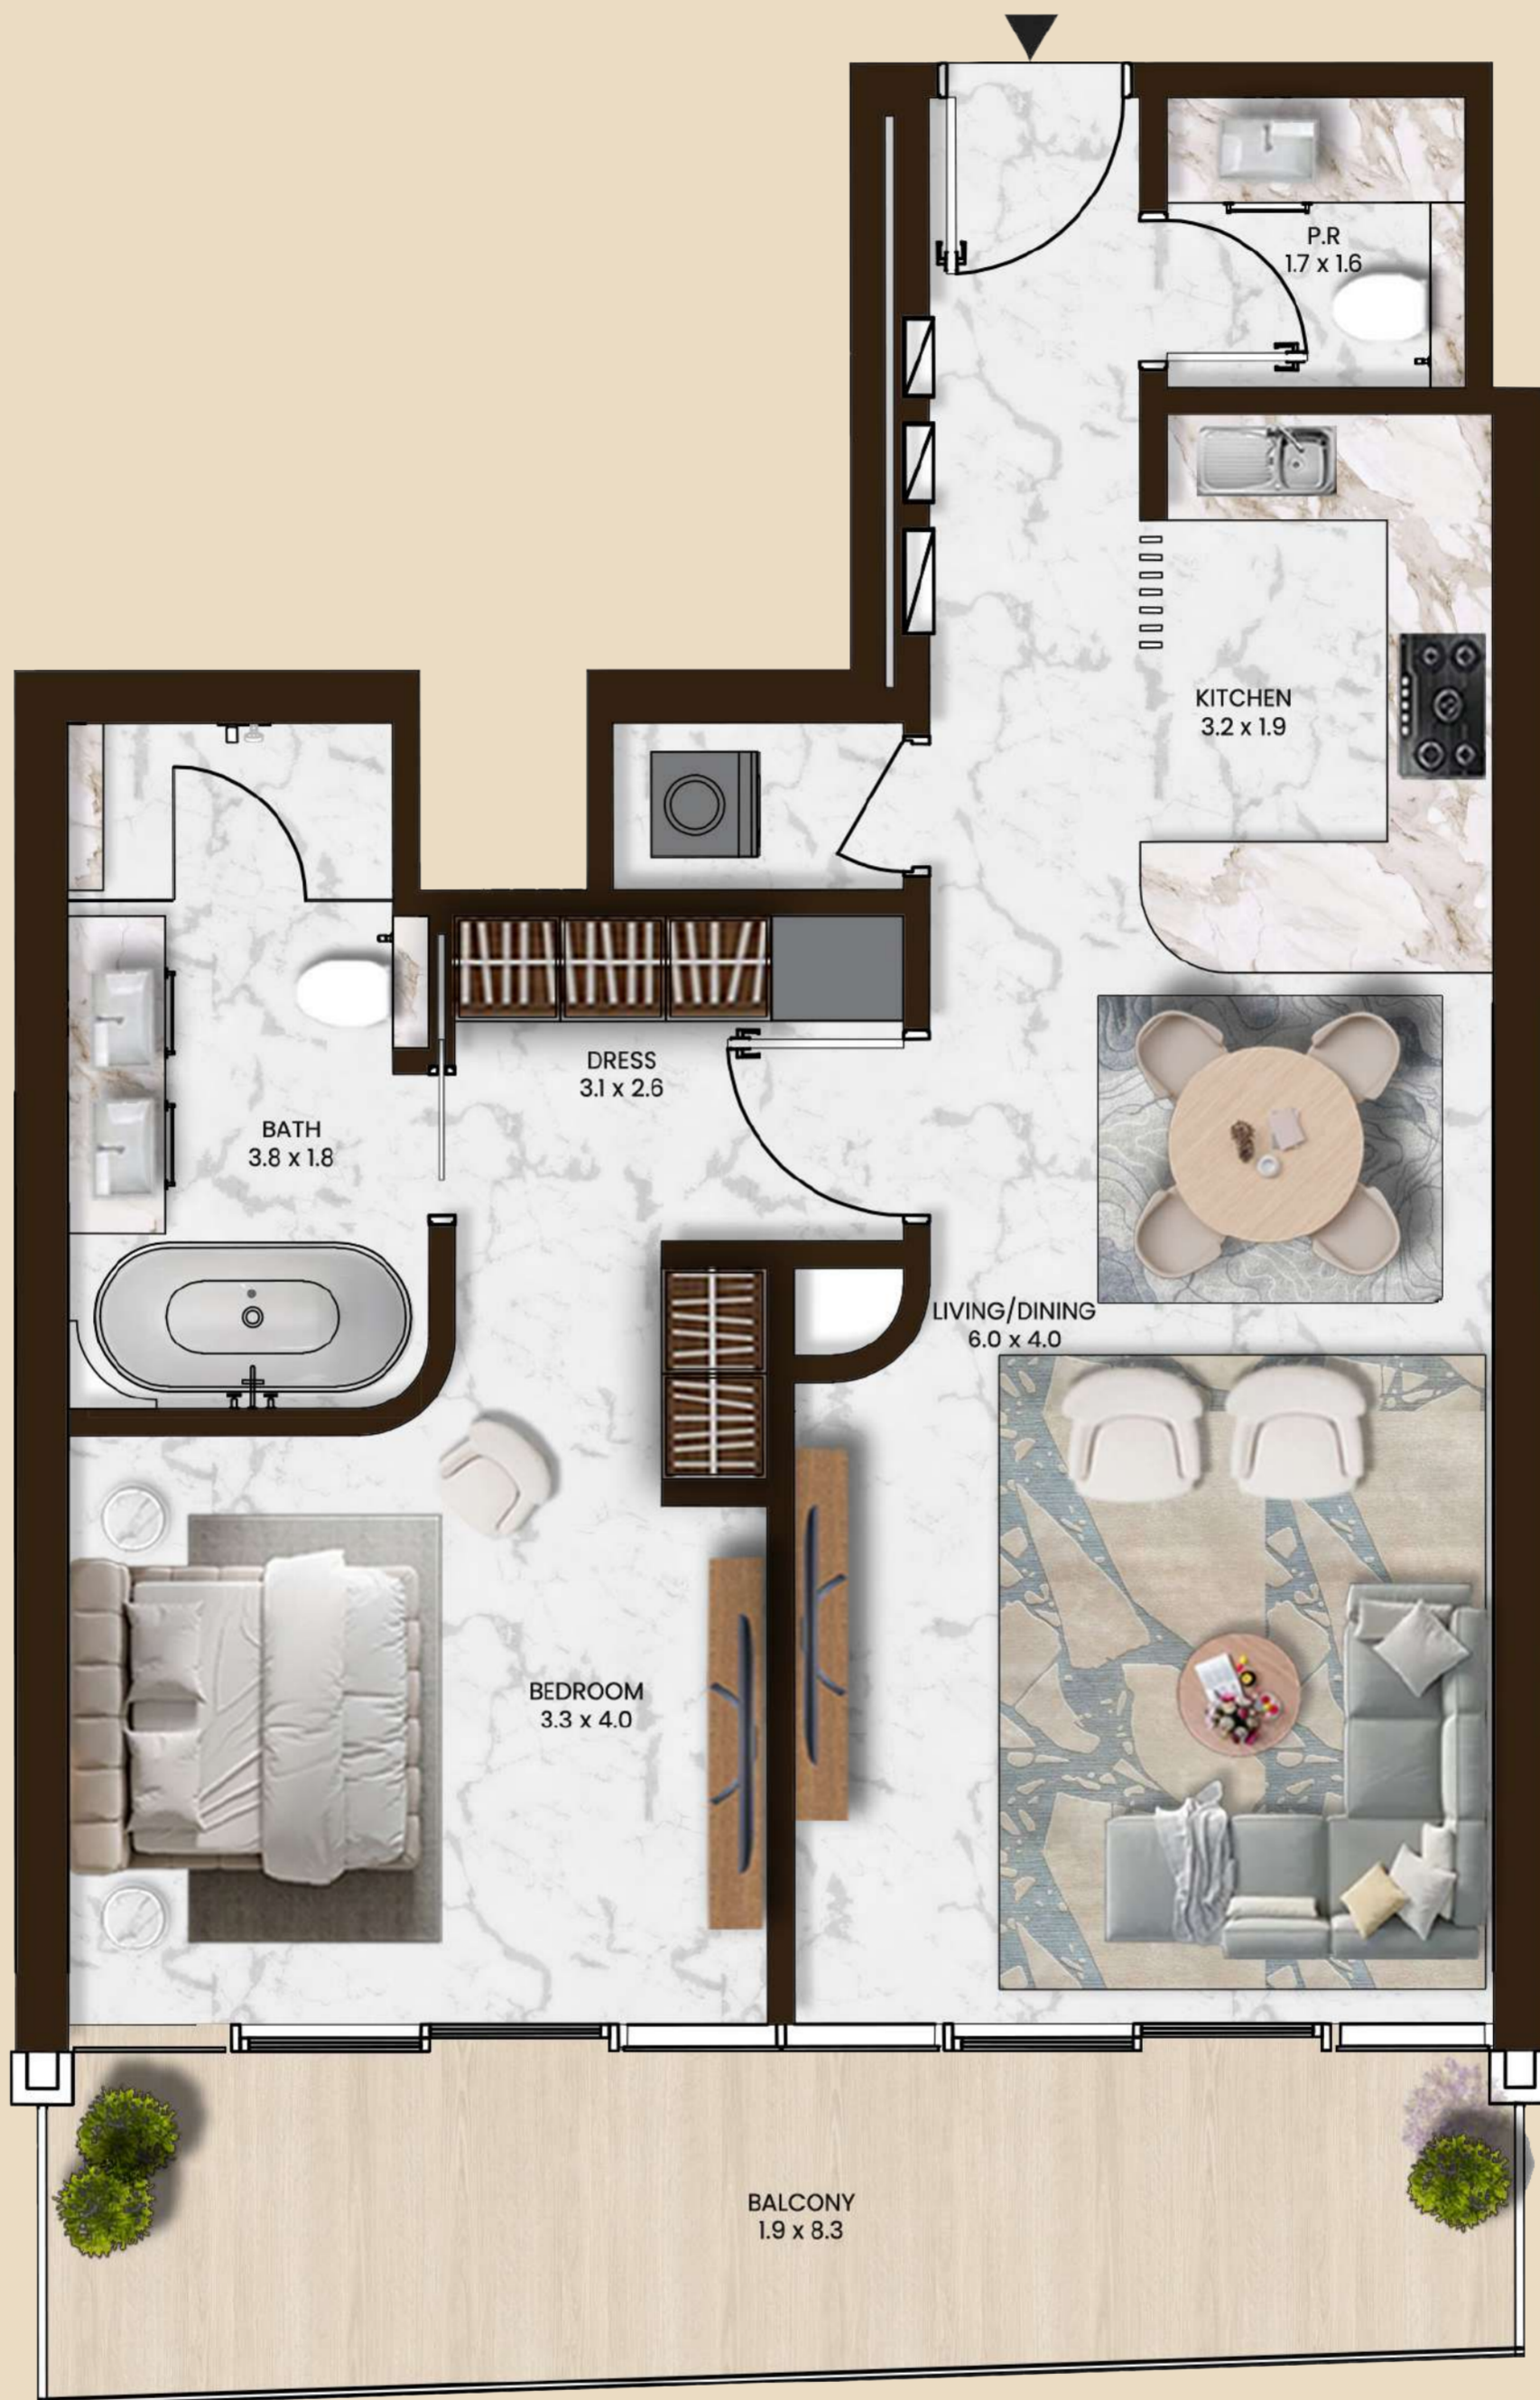 P.R
1.7 x 1.6
KITCHEN
3.2 x 1.9
DRESS
3.1 x 2.6
BATH
3.8 x 1.8
LIVING/DINING
6.0 x 4.0
BEDROOM
3.3 x 4.0
BALCONY
1.9 x 8.3